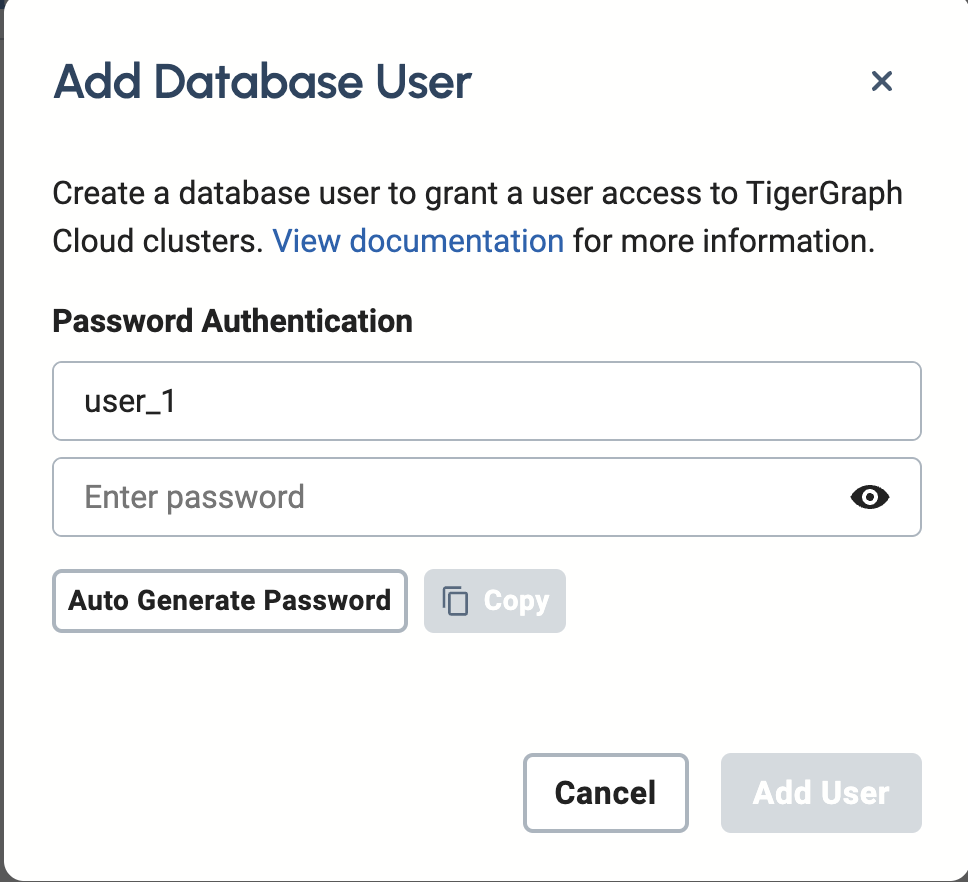 Add Database User
Create a database user to grant a user access to TigerGraph
Cloud clusters. View documentation for more information.
Password Authentication
user_1
Enter password
Auto Generate Password
Copy
Cancel
Add User